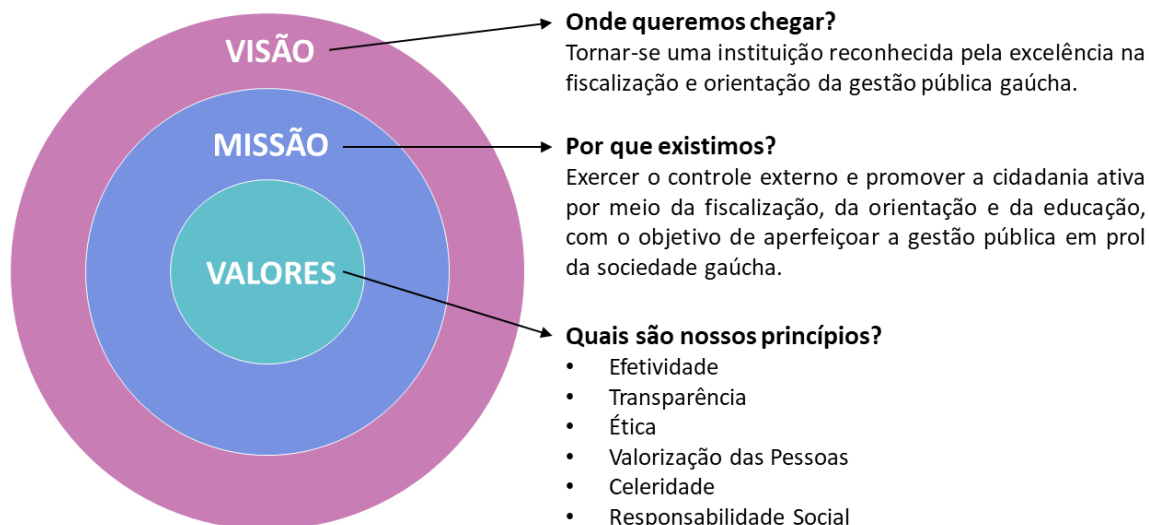 VISÃO
MISSÃO
VALORES
Onde queremos chegar?
Tornar-se uma instituição reconhecida pela excelência na
fiscalização e orientação da gestão pública gaúcha.
Por que existimos?
Exercer o controle externo e promover a cidadania ativa
por meio da fiscalização, da orientação e da educação,
com o objetivo de aperfeiçoar a gestão pública em prol
da sociedade gaúcha.
Quais são nossos princípios?
• Efetividade
• Transparência
• Ética
• Valorização das Pessoas
• Celeridade
• Responsabilidade Social